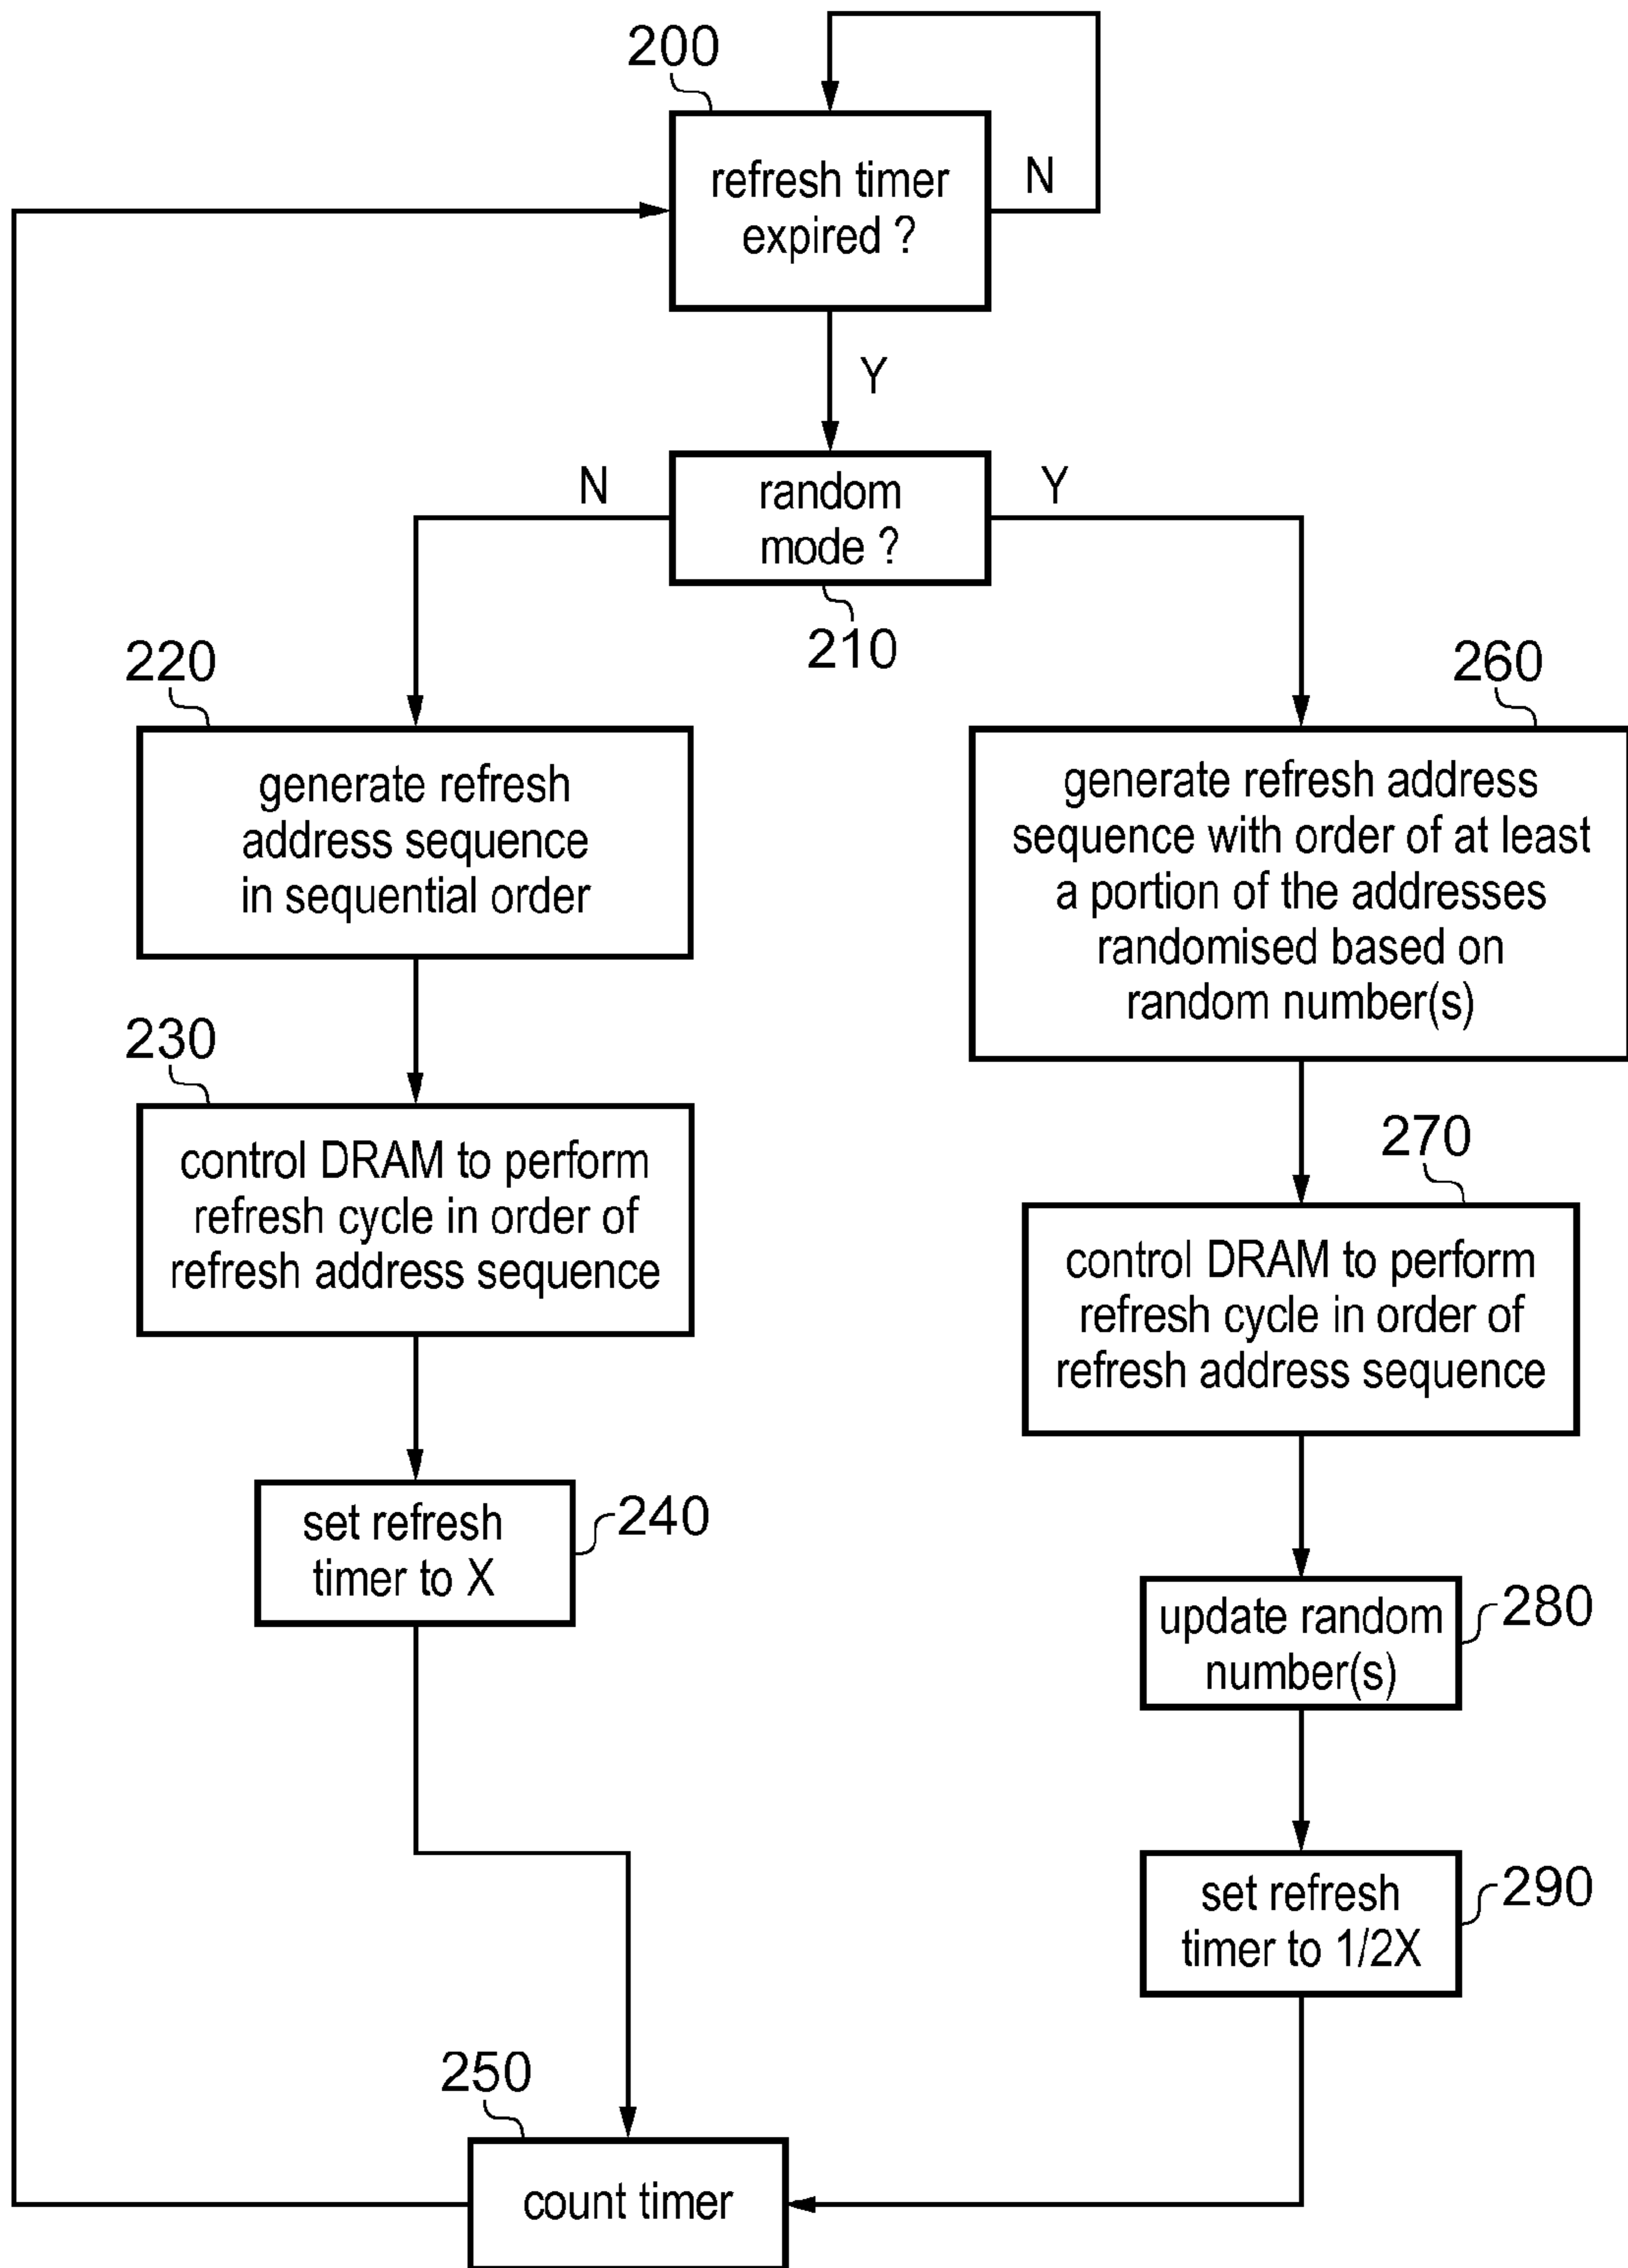 200
refresh timer
expired ?
N
Y
random
mode ?
N
Y
210
220
generate refresh
address sequence
in sequential order
230
control DRAM to perform
refresh cycle in order of
refresh address sequence
set refresh
timer to X
240
260
generate refresh address
sequence with order of at least
a portion of the addresses
randomised based on
random number(s)
270
control DRAM to perform
refresh cycle in order of
refresh address sequence
update random
number(s)
280
set refresh
timer to 1/2X
290
250
count timer